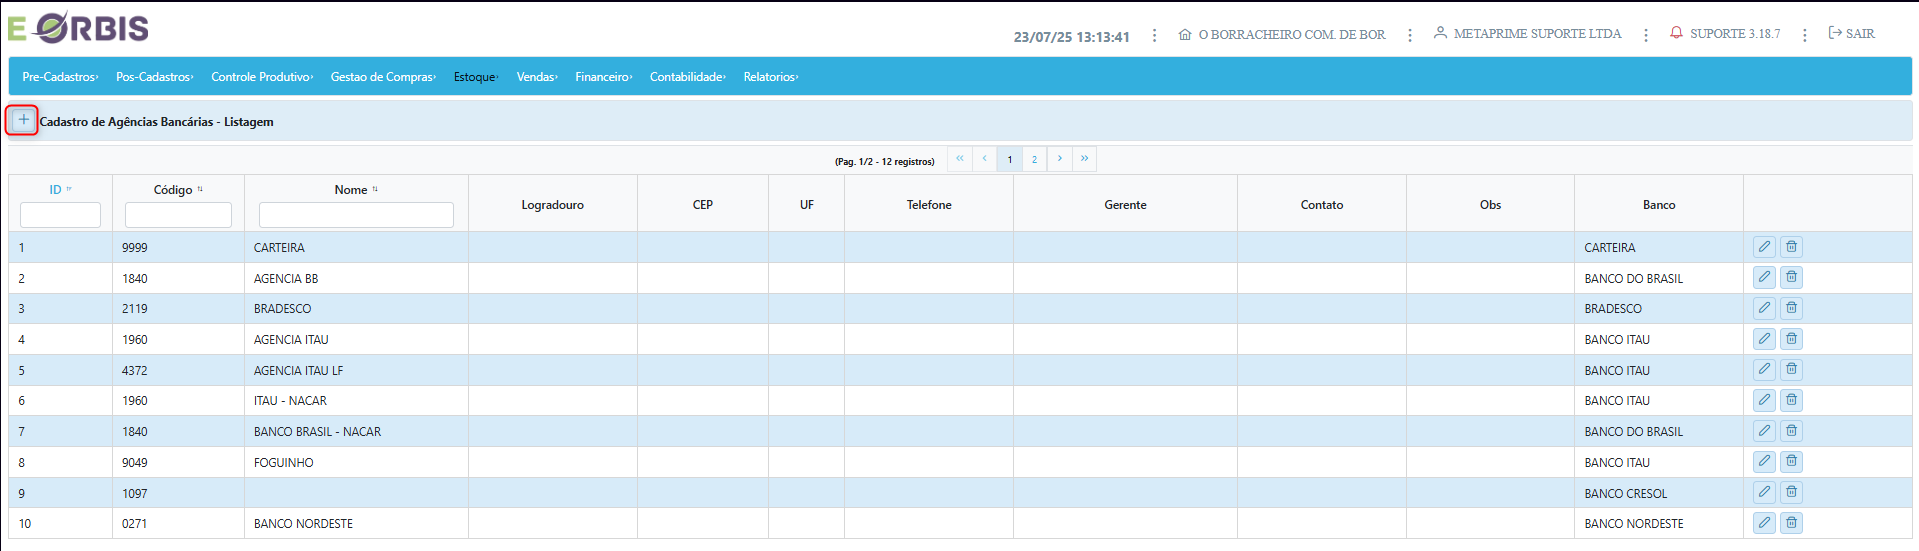 E-ORBIS
23/07/25 13:13:41 O BORRACHEIRO COM. DE BOR METAPRIME SUPORTE LTDA SUPORTE 3.18.7 SAIR
Pre-Cadastros› Pos-Cadastros› Controle Produtivo› Gestao de Compras› Estoque› Vendas› Financeiro› Contabilidade› Relatorios›
+ Cadastro de Agências Bancárias - Listagem
(Pag. 1/2 - 12 registros) « ‹ 1 2 › »
ID Código Nome Logradouro CEP UF Telefone Gerente Contato Obs Banco
1 9999 CARTEIRA CARTEIRA
2 1840 AGENCIA BB BANCO DO BRASIL
3 2119 BRADESCO BRADESCO
4 1960 AGENCIA ITAU BANCO ITAU
5 4372 AGENCIA ITAU LF BANCO ITAU
6 1960 ITAU - NACAR BANCO ITAU
7 1840 BANCO BRASIL - NACAR BANCO DO BRASIL
8 9049 FOGUINHO BANCO ITAU
9 1097 BANCO CRESOL
10 0271 BANCO NORDESTE BANCO NORDESTE